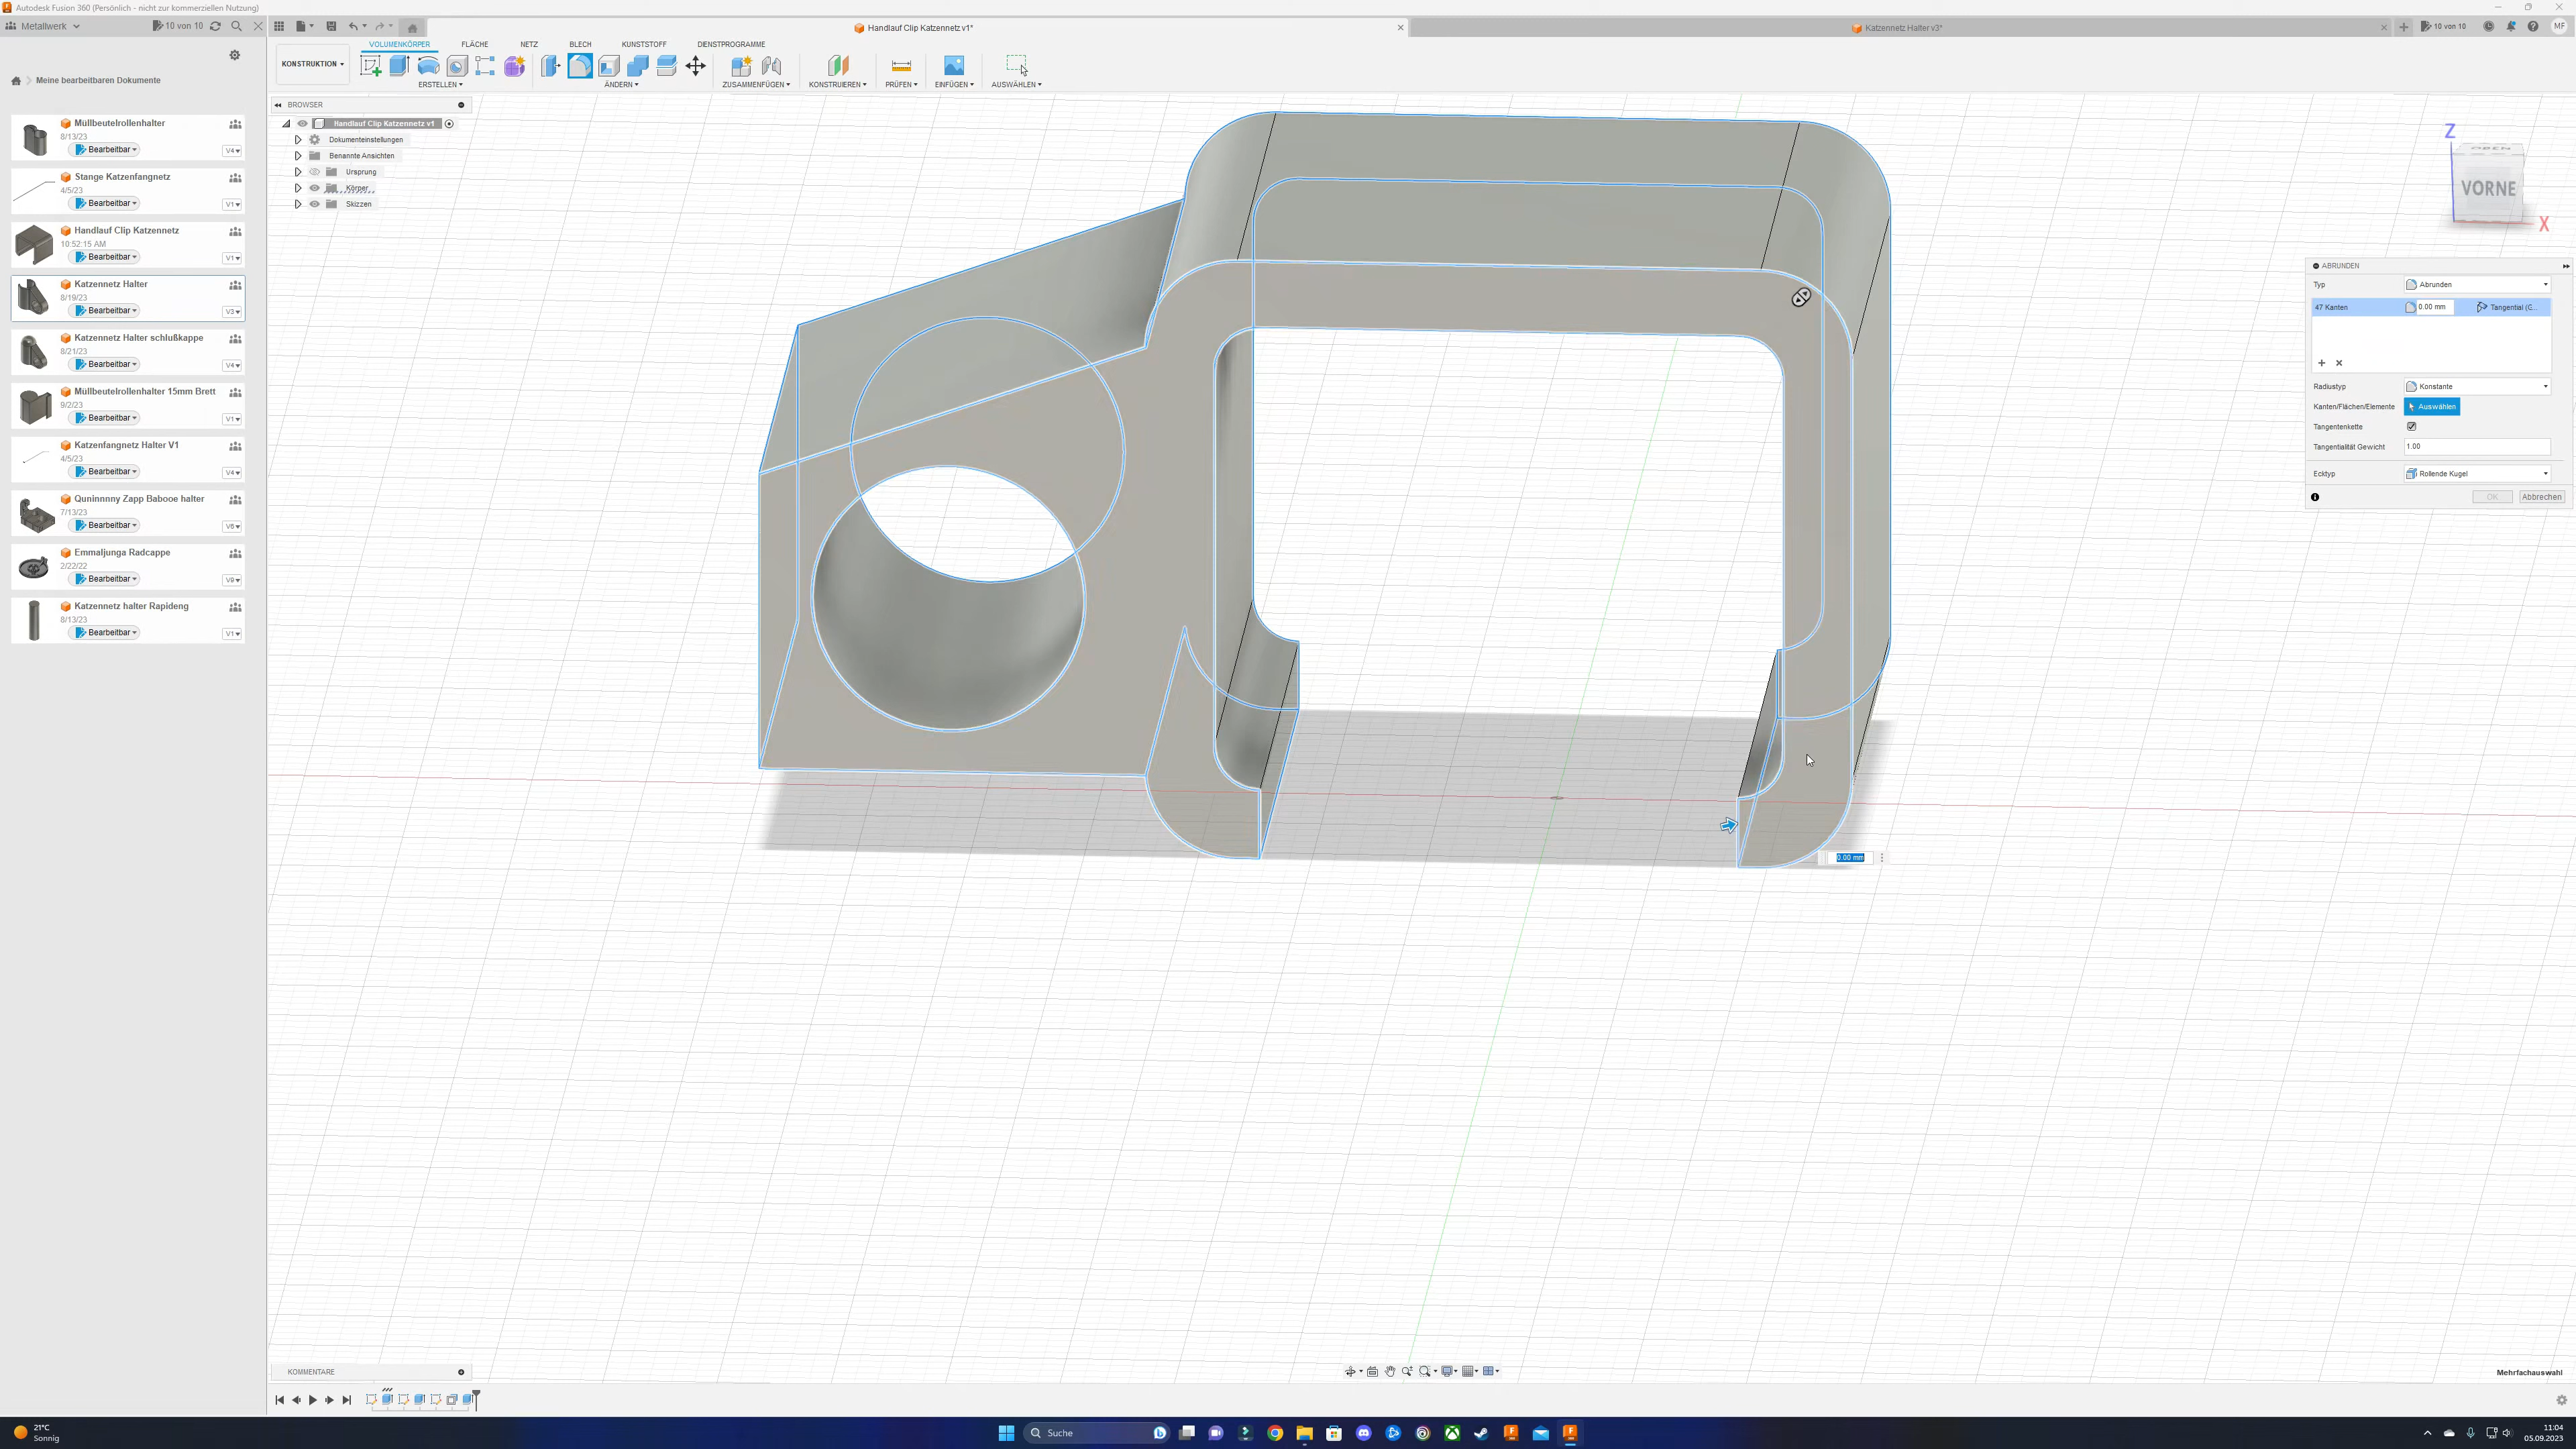 Autodesk Fusion 360 (Persönlich - nicht zur kommerziellen Nutzung)
Metallwerk
10 von 10
Handlauf Clip Katzennetz v1*
Katzennetz Halter v3*
10 von 10
MF
Meine bearbeitbaren Dokumente
VOLUMENKÖRPER
FLÄCHE
NETZ
BLECH
KUNSTSTOFF
DIENSTPROGRAMME
KONSTRUKTION
ERSTELLEN
ÄNDERN
ZUSAMMENFÜGEN
KONSTRUIEREN
PRÜFEN
EINFÜGEN
AUSWÄHLEN
Müllbeutelrollenhalter
8/13/23
Bearbeitbar
V4
Stange Katzenfangnetz
4/5/23
Bearbeitbar
V1
Handlauf Clip Katzennetz
10:52:15 AM
Bearbeitbar
V1
Katzennetz Halter
8/19/23
Bearbeitbar
V3
Katzennetz Halter schlußkappe
8/21/23
Bearbeitbar
V4
Müllbeutelrollenhalter 15mm Brett
9/2/23
Bearbeitbar
V1
Katzenfangnetz Halter V1
4/5/23
Bearbeitbar
V4
Quninnnny Zapp Babooe halter
7/13/23
Bearbeitbar
V6
Emmaljunga Radcappe
2/22/22
Bearbeitbar
V9
Katzennetz halter Rapideng
8/13/23
Bearbeitbar
V1
BROWSER
Handlauf Clip Katzennetz v1
Dokumenteinstellungen
Benannte Ansichten
Ursprung
Körper
Skizzen
Z
OBEN
VORNE
X
ABRUNDEN
Typ
Abrunden
47 Kanten
0.00 mm
Tangential (G...
Radiustyp
Konstante
Kanten/Flächen/Elemente
Auswählen
Tangentenkette
Tangentialität Gewicht
1.00
Ecktyp
Rollende Kugel
OK
Abbrechen
0.00 mm
KOMMENTARE
Mehrfachauswahl
21°C
Sonnig
Suche
11:04
05.09.2023